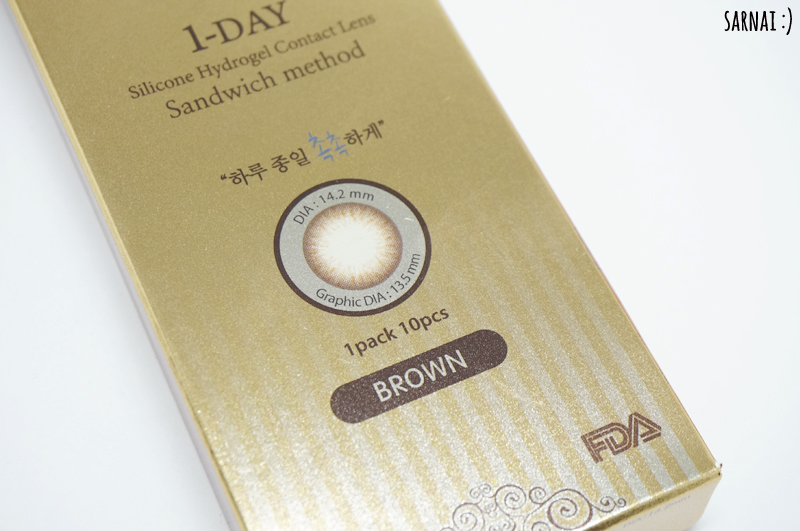 SARNAI :)
1-DAY
Silicone Hydrogel Contact Lens
Sandwich method
"하루 종일 촉촉하게"
DIA : 14.2 mm
Graphic DIA ; 13.5 mm
1pack 10pcs
BROWN
FDA